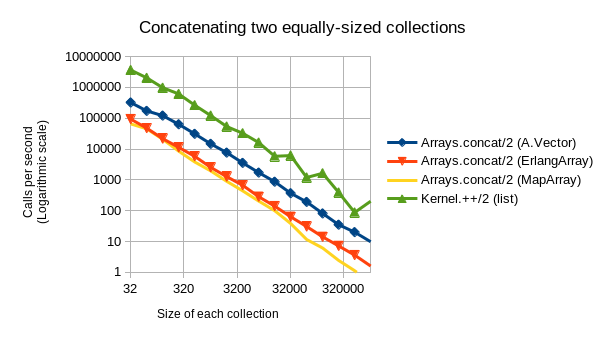 Concatenating two equally-sized collections
10000000
1000000
100000
10000
1000
100
10
1
Calls per second
(Logarithmic scale)
32
320
3200
32000
320000
Size of each collection
Arrays.concat/2 (A.Vector)
Arrays.concat/2 (ErlangArray)
Arrays.concat/2 (MapArray)
Kernel.++/2 (list)